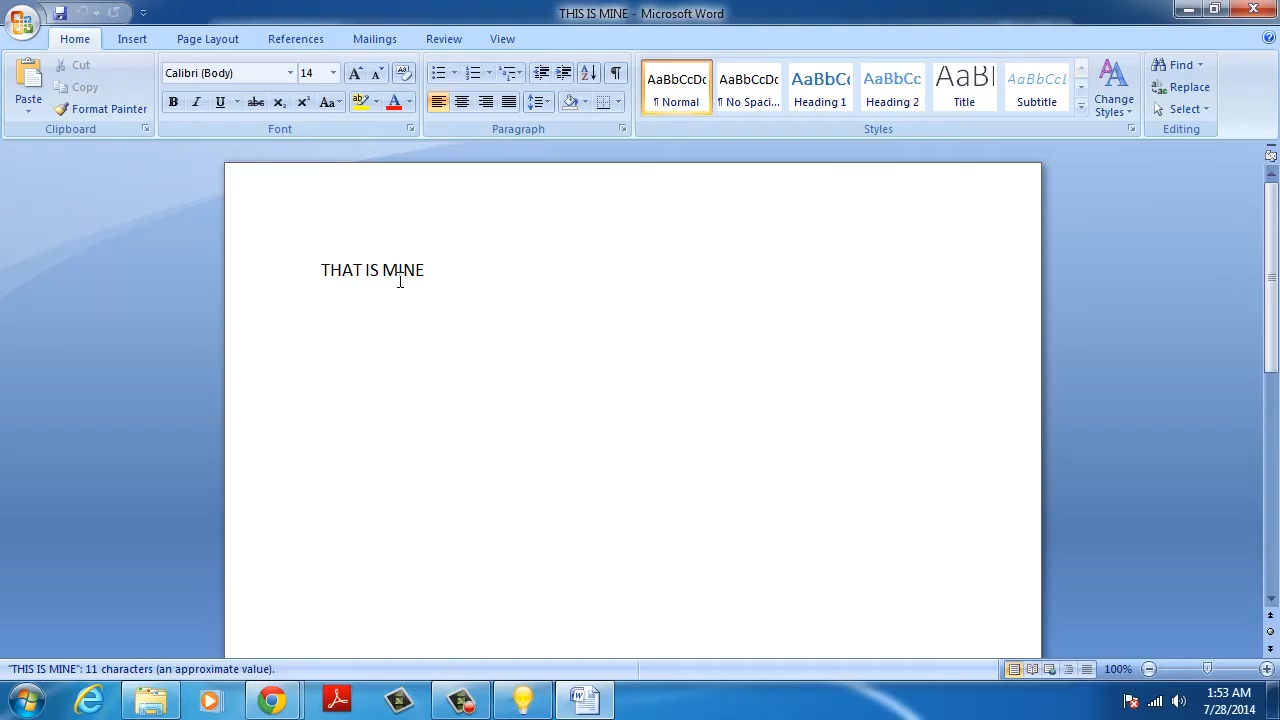 THIS IS MINE - Microsoft Word
Home Insert Page Layout References Mailings Review View
Paste
Cut
Copy
Format Painter
Clipboard
Calibri (Body) 14
Font
Paragraph
AaBbCcDc AaBbCcDc AaBbCc AaBbCc AaBl AaBbCcL
¶ Normal ¶ No Spaci... Heading 1 Heading 2 Title Subtitle
Change
Styles
Styles
Find
Replace
Select
Editing
THAT IS MINE
"THIS IS MINE": 11 characters (an approximate value).
100%
1:53 AM
7/28/2014